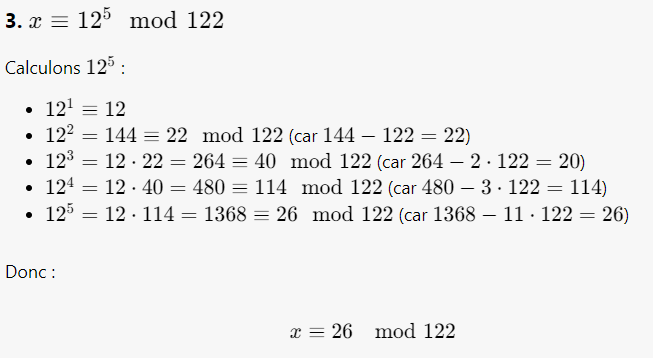 3. x ≡ 12⁵ mod 122
Calculons 12⁵ :
• 12¹ ≡ 12
• 12² = 144 ≡ 22 mod 122 (car 144 − 122 = 22)
• 12³ = 12 · 22 = 264 ≡ 40 mod 122 (car 264 − 2 · 122 = 20)
• 12⁴ = 12 · 40 = 480 ≡ 114 mod 122 (car 480 − 3 · 122 = 114)
• 12⁵ = 12 · 114 = 1368 ≡ 26 mod 122 (car 1368 − 11 · 122 = 26)
Donc :
x ≡ 26 mod 122